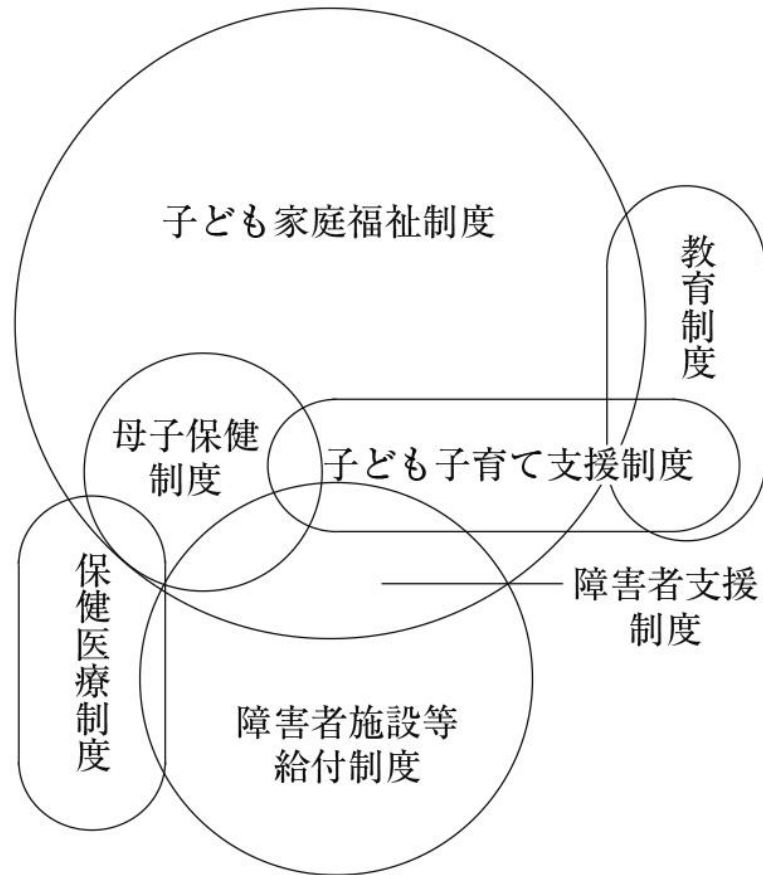 子ども家庭福祉制度
教育制度
母子保健
制度
子ども子育て支援制度
保健医療制度
障害者支援
制度
障害者施設等
給付制度